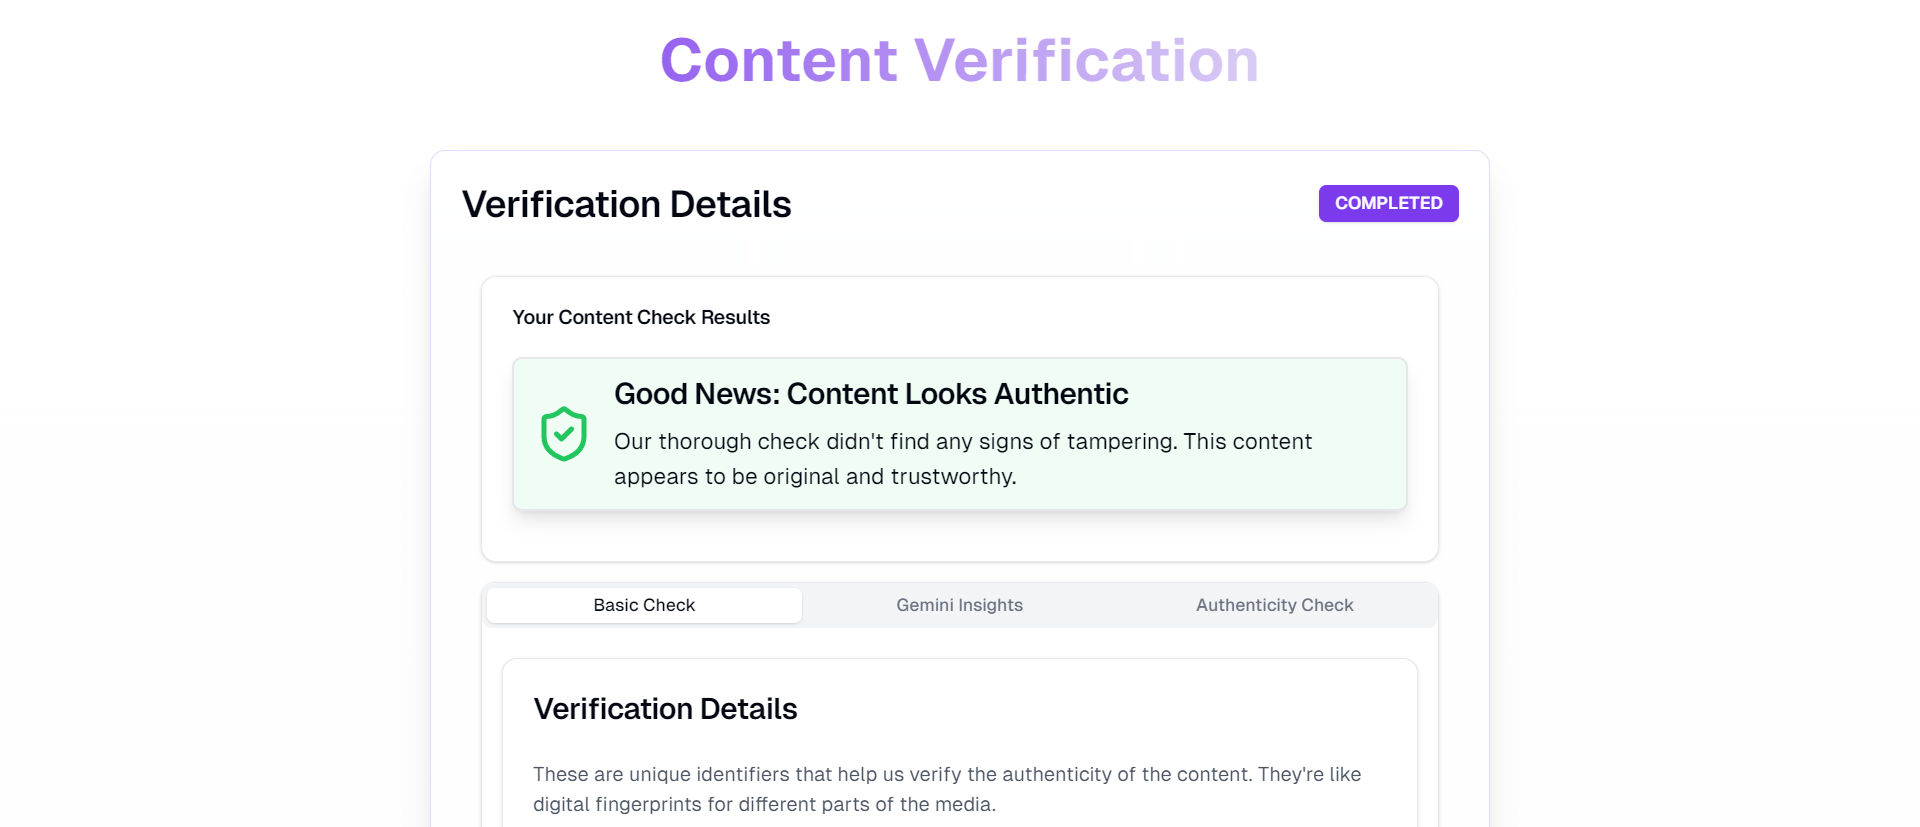 Content Verification
Verification Details
COMPLETED
Your Content Check Results
Good News: Content Looks Authentic
Our thorough check didn't find any signs of tampering. This content
appears to be original and trustworthy.
Basic Check
Gemini Insights
Authenticity Check
Verification Details
These are unique identifiers that help us verify the authenticity of the content. They're like
digital fingerprints for different parts of the media.